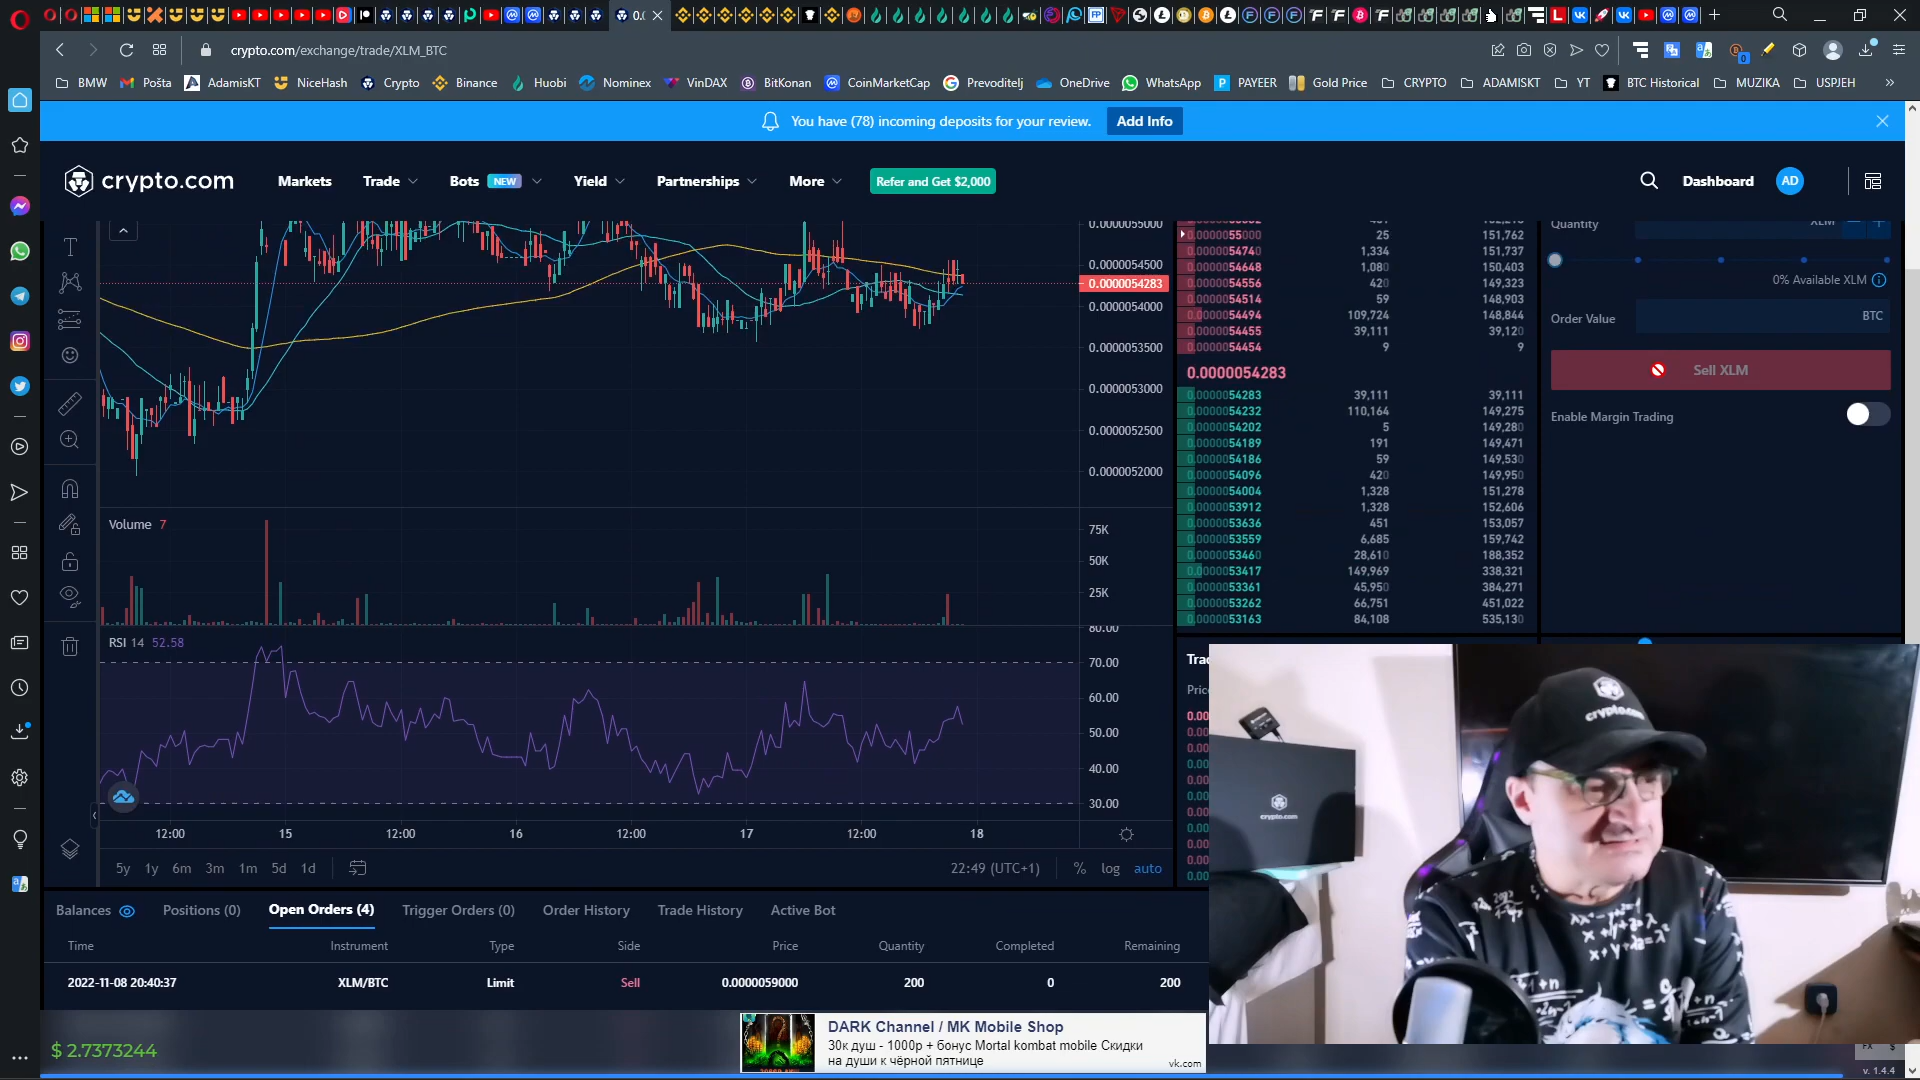 0.0
crypto.com/exchange/trade/XLM_BTC
0
BMW Pošta AdamisKT NiceHash Crypto Binance Huobi Nominex VinDAX BitKonan CoinMarketCap Prevoditelj OneDrive WhatsApp PAYEER Gold Price CRYPTO ADAMISKT YT BTC Historical MUZIKA USPJEH »
You have (78) incoming deposits for your review. Add Info
crypto.com Markets Trade Bots NEW Yield Partnerships More Refer and Get $2,000 Dashboard AD
0.0000055000
0.0000054500
0.0000054283
0.0000054000
0.0000053500
0.0000053000
0.0000052500
0.0000052000
Volume 7
75K
50K
25K
RSI 14 52.58
80.00
70.00
60.00
50.00
40.00
30.00
12:00 15 12:00 16 12:00 17 12:00 18
5y 1y 6m 3m 1m 5d 1d 22:49 (UTC+1) % log auto
0.0000055000 25 151,762
0.0000054740 1,334 151,737
0.0000054648 1,080 150,403
0.0000054556 420 149,323
0.0000054514 59 148,903
0.0000054494 109,724 148,844
0.0000054455 39,111 39,120
0.0000054454 9 9
0.0000054283
0.0000054283 39,111 39,111
0.0000054232 110,164 149,275
0.0000054202 5 149,280
0.0000054189 191 149,471
0.0000054186 59 149,530
0.0000054096 420 149,950
0.0000054004 1,328 151,278
0.0000053912 1,328 152,606
0.0000053636 451 153,057
0.0000053559 6,685 159,742
0.0000053460 28,610 188,352
0.0000053417 149,969 338,321
0.0000053361 45,950 384,271
0.0000053262 66,751 451,022
0.0000053163 84,108 535,130
Quantity XLM
0% Available XLM
Order Value BTC
Sell XLM
Enable Margin Trading
crypto.com
crypto.com
Balances Positions (0) Open Orders (4) Trigger Orders (0) Order History Trade History Active Bot
Time Instrument Type Side Price Quantity Completed Remaining
2022-11-08 20:40:37 XLM/BTC Limit Sell 0.0000059000 200 0 200
$ 2.7373244
DARK Channel / MK Mobile Shop
30к душ - 1000р + бонус Mortal kombat mobile Скидки
на души к чёрной пятнице
vk.com
FX $
v. 1.4.4